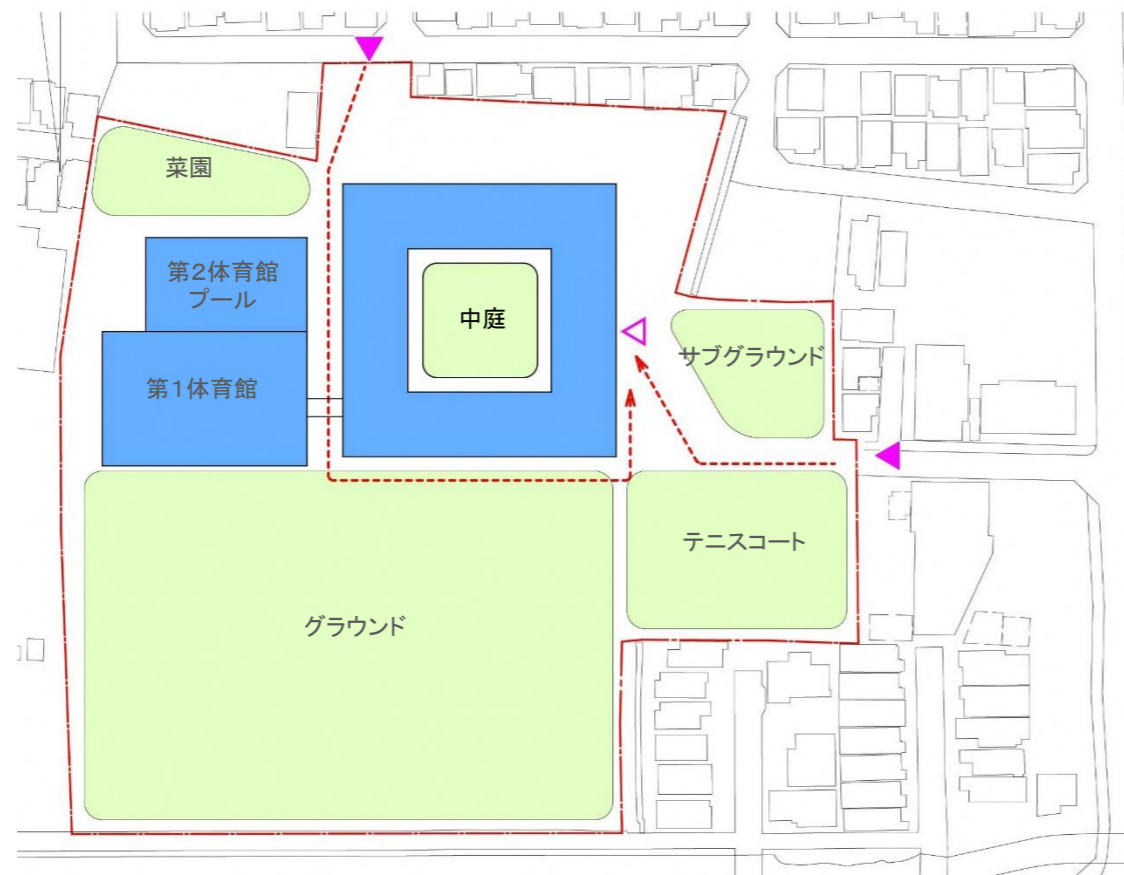 菜園
第2体育館
プール
中庭
サブグラウンド
第1体育館
テニスコート
グラウンド